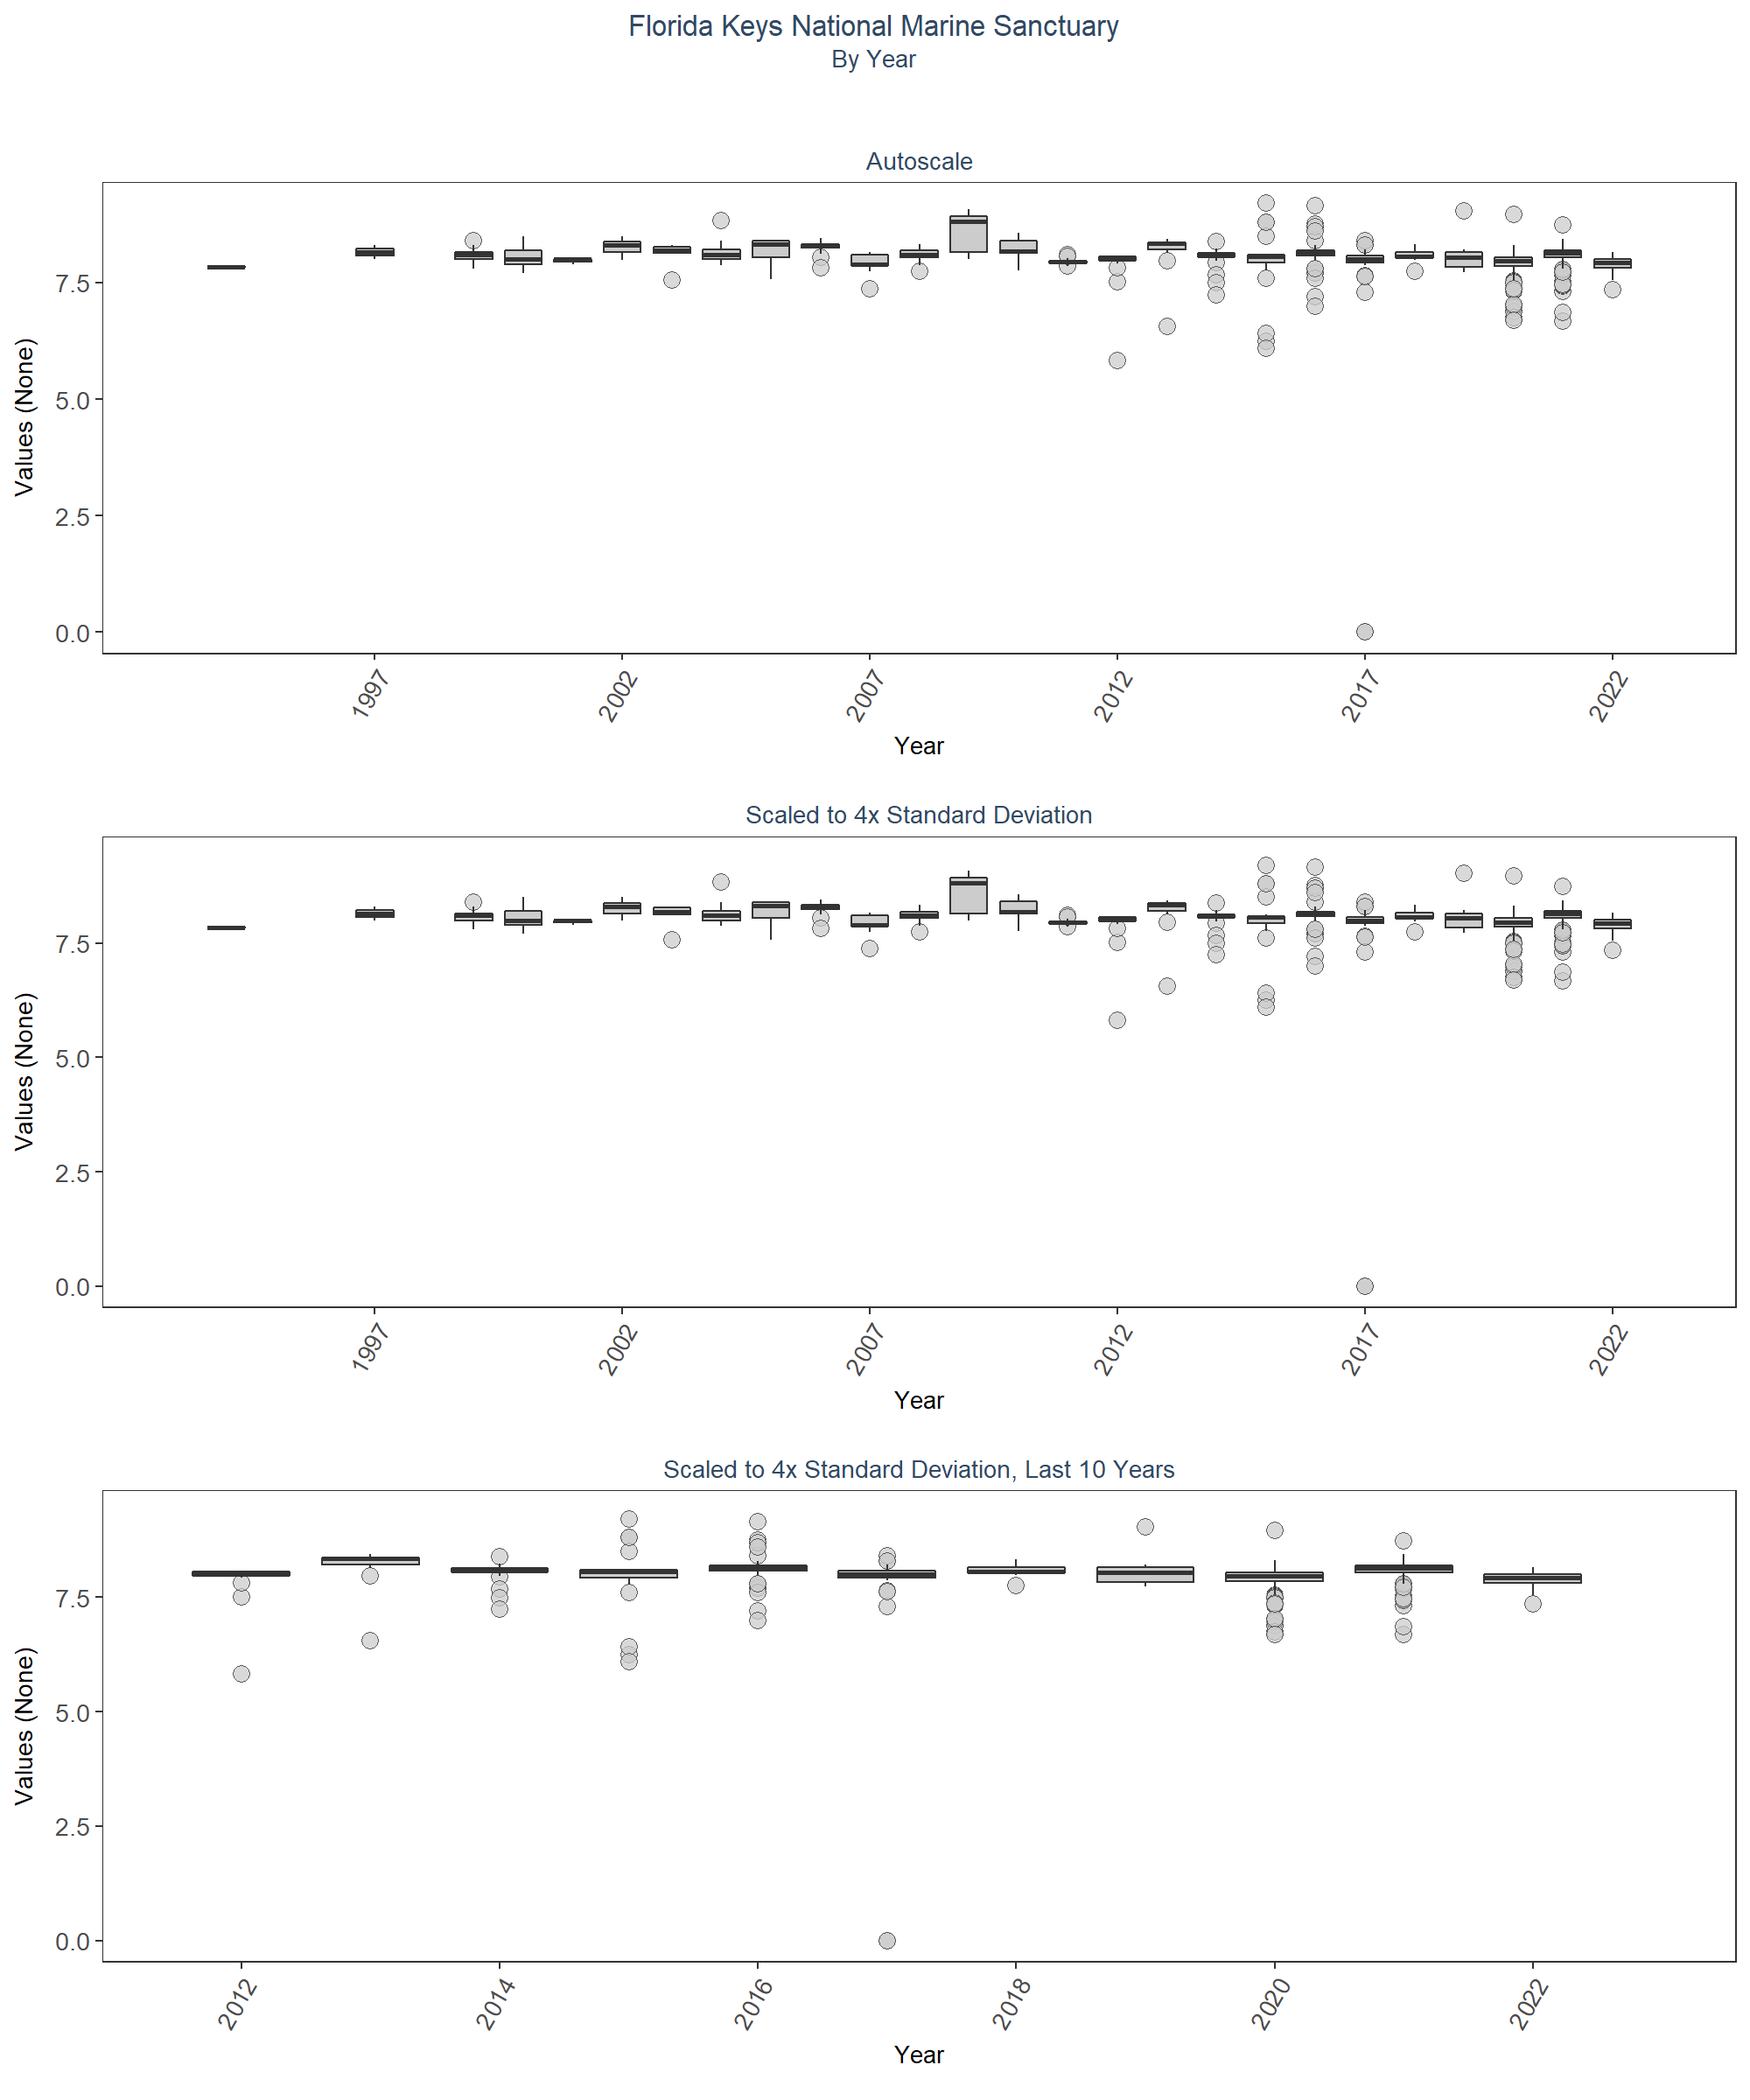 Florida Keys National Marine Sanctuary
By Year
Autoscale
Values (None)
7.5
5.0
2.5
0.0
1997
2002
2007
2012
2017
2022
Year
Scaled to 4x Standard Deviation
Values (None)
7.5
5.0
2.5
0.0
1997
2002
2007
2012
2017
2022
Year
Scaled to 4x Standard Deviation, Last 10 Years
Values (None)
7.5
5.0
2.5
0.0
2012
2014
2016
2018
2020
2022
Year